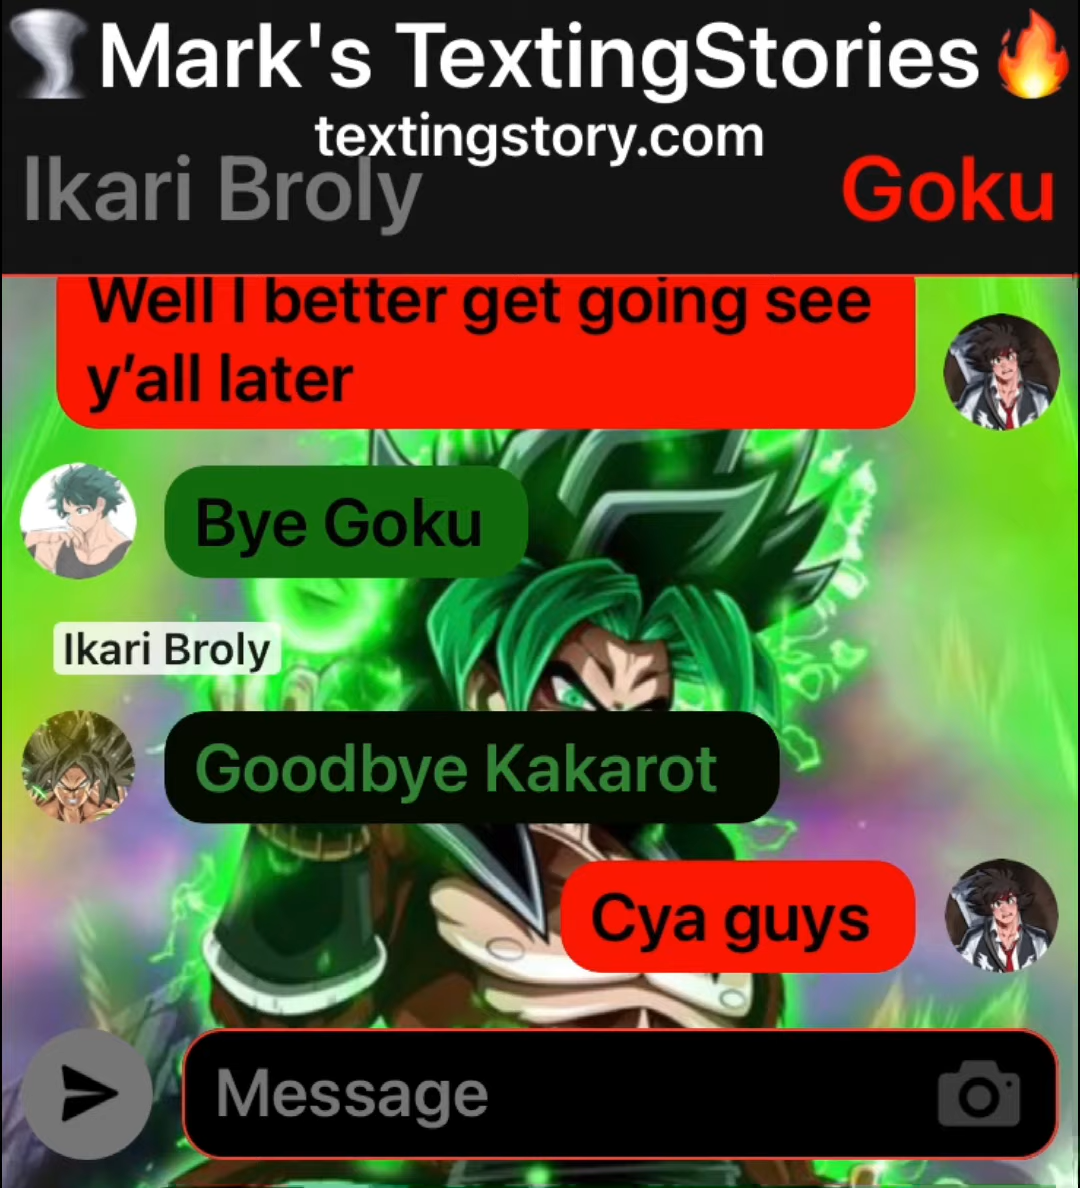 Mark's TextingStories
textingstory.com
Ikari Broly
Goku
Well I better get going see
y’all later
Bye Goku
Ikari Broly
Goodbye Kakarot
Cya guys
Message